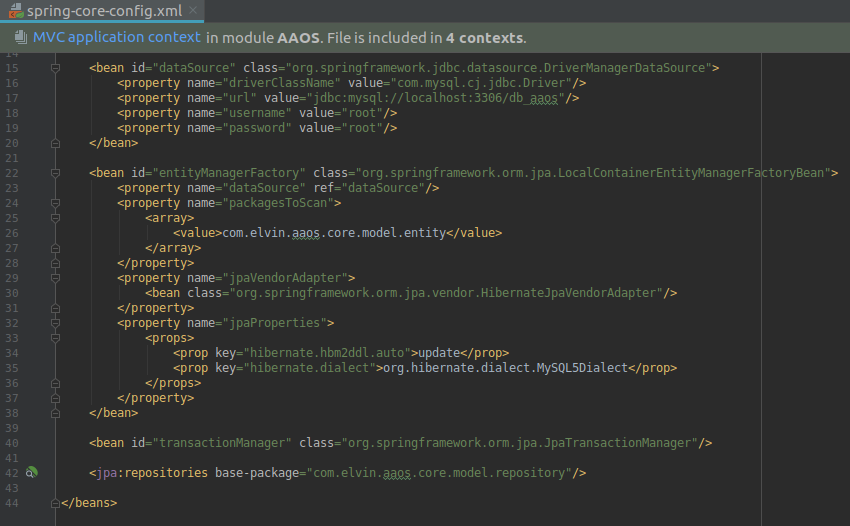 spring-core-config.xml
MVC application context in module AAOS. File is included in 4 contexts.
14
15 <bean id="dataSource" class="org.springframework.jdbc.datasource.DriverManagerDataSource">
16 <property name="driverClassName" value="com.mysql.cj.jdbc.Driver"/>
17 <property name="url" value="jdbc:mysql://localhost:3306/db_aaos"/>
18 <property name="username" value="root"/>
19 <property name="password" value="root"/>
20 </bean>
21
22 <bean id="entityManagerFactory" class="org.springframework.orm.jpa.LocalContainerEntityManagerFactoryBean">
23 <property name="dataSource" ref="dataSource"/>
24 <property name="packagesToScan">
25 <array>
26 <value>com.elvin.aaos.core.model.entity</value>
27 </array>
28 </property>
29 <property name="jpaVendorAdapter">
30 <bean class="org.springframework.orm.jpa.vendor.HibernateJpaVendorAdapter"/>
31 </property>
32 <property name="jpaProperties">
33 <props>
34 <prop key="hibernate.hbm2ddl.auto">update</prop>
35 <prop key="hibernate.dialect">org.hibernate.dialect.MySQL5Dialect</prop>
36 </props>
37 </property>
38 </bean>
39
40 <bean id="transactionManager" class="org.springframework.orm.jpa.JpaTransactionManager"/>
41
42 <jpa:repositories base-package="com.elvin.aaos.core.model.repository"/>
43
44 </beans>